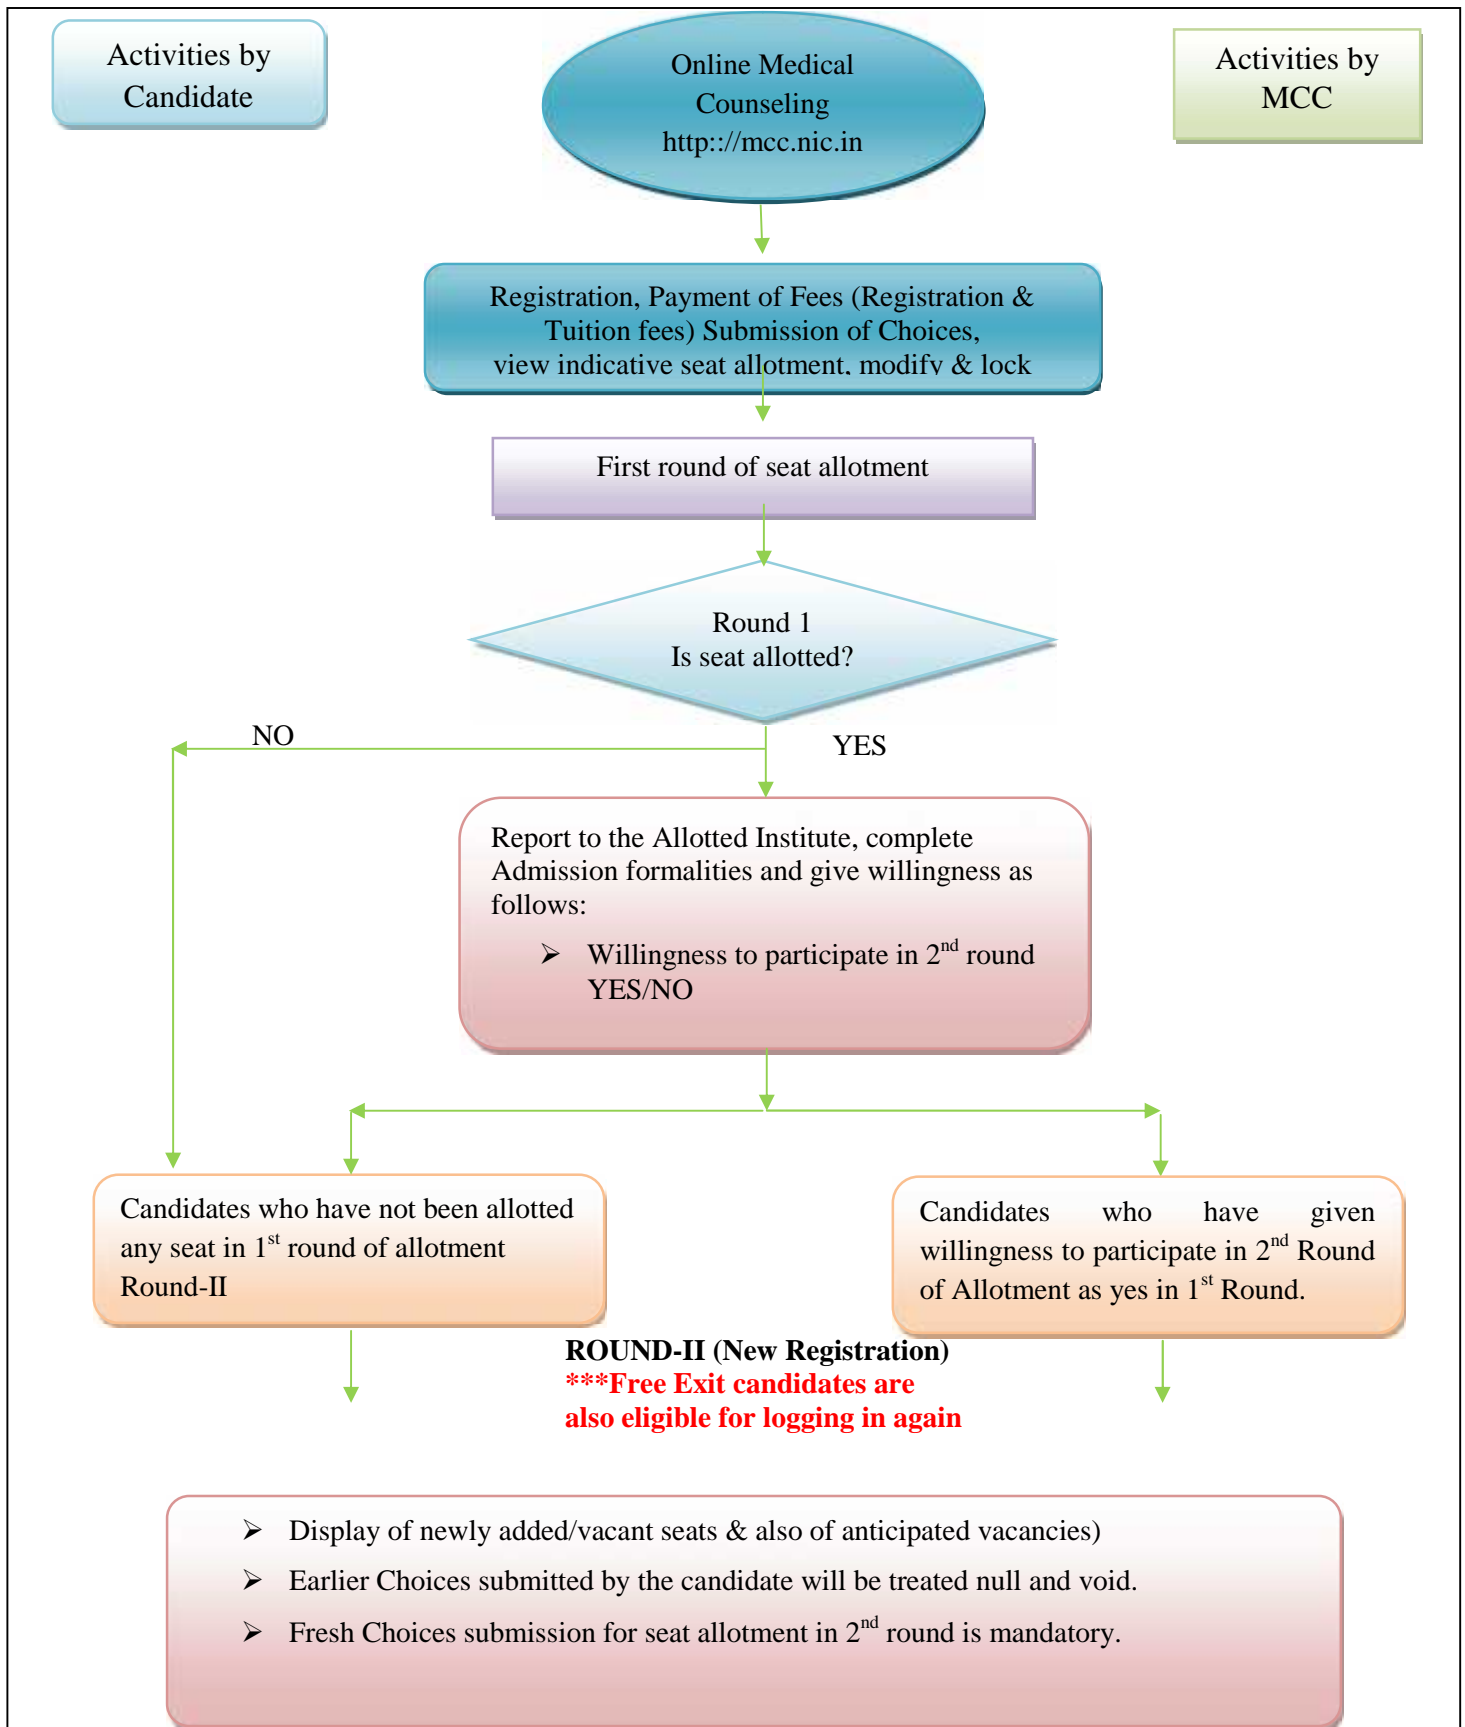 Activities by
Candidate
Online Medical
Counseling
http:://mcc.nic.in
Activities by
MCC
Registration, Payment of Fees (Registration &
Tuition fees) Submission of Choices,
view indicative seat allotment, modify & lock
First round of seat allotment
Round 1
Is seat allotted?
NO
YES
Report to the Allotted Institute, complete
Admission formalities and give willingness as
follows:
➢ Willingness to participate in 2nd round
YES/NO
Candidates who have not been allotted
any seat in 1st round of allotment
Round-II
Candidates who have given
willingness to participate in 2nd Round
of Allotment as yes in 1st Round.
ROUND-II (New Registration)
***Free Exit candidates are
also eligible for logging in again
➢ Display of newly added/vacant seats & also of anticipated vacancies)
➢ Earlier Choices submitted by the candidate will be treated null and void.
➢ Fresh Choices submission for seat allotment in 2nd round is mandatory.